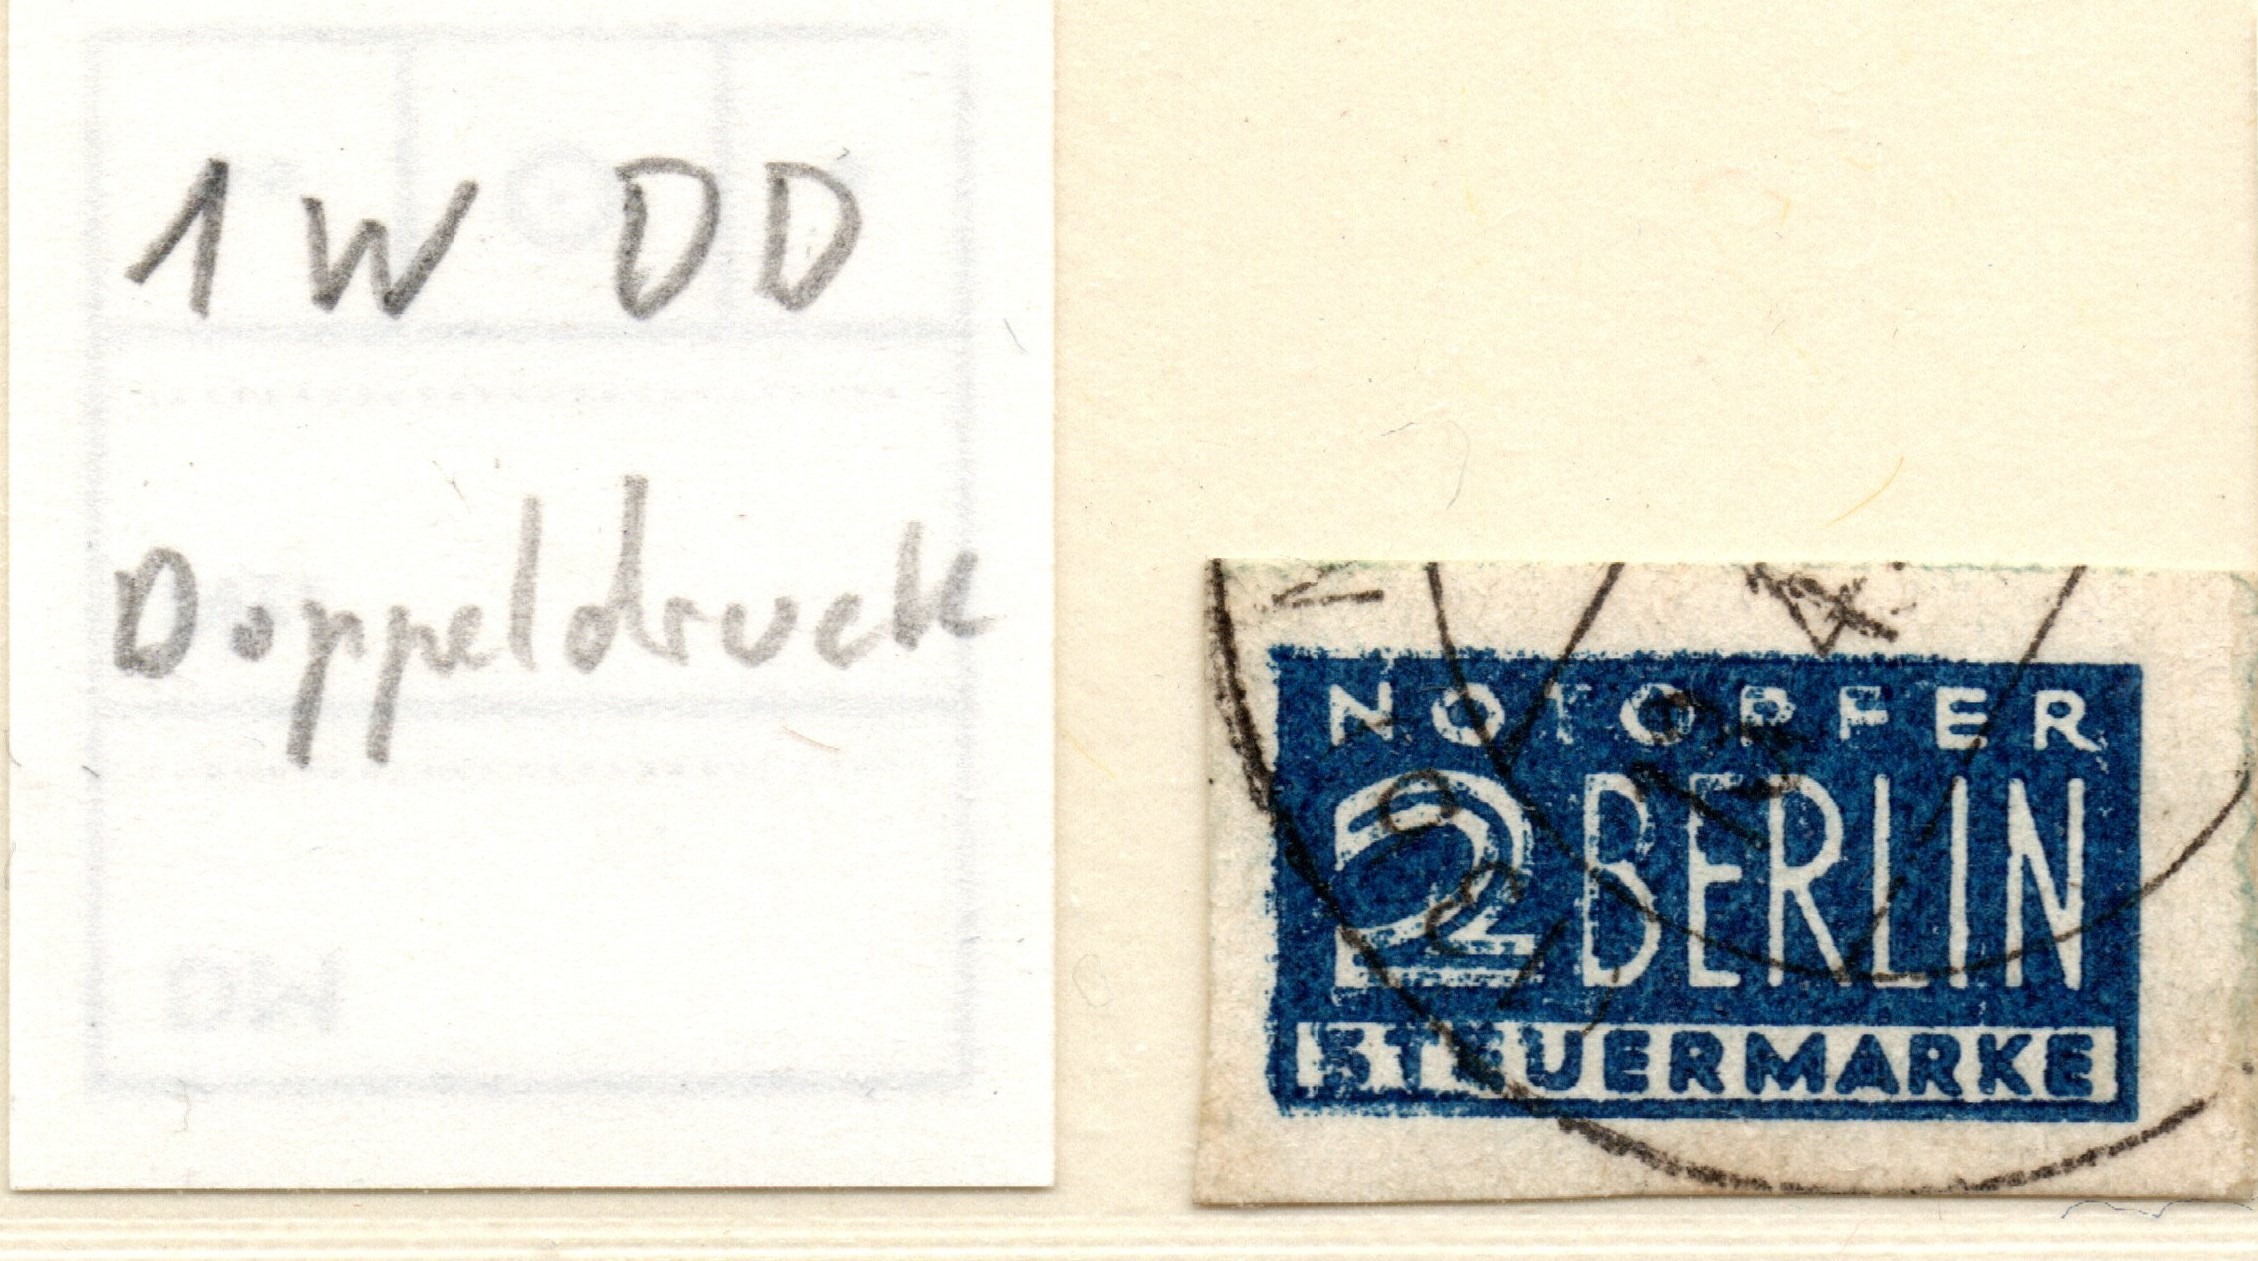 1 W DD
Doppeldruck
NOTOPFER
2 BERLIN
STEUERMARKE